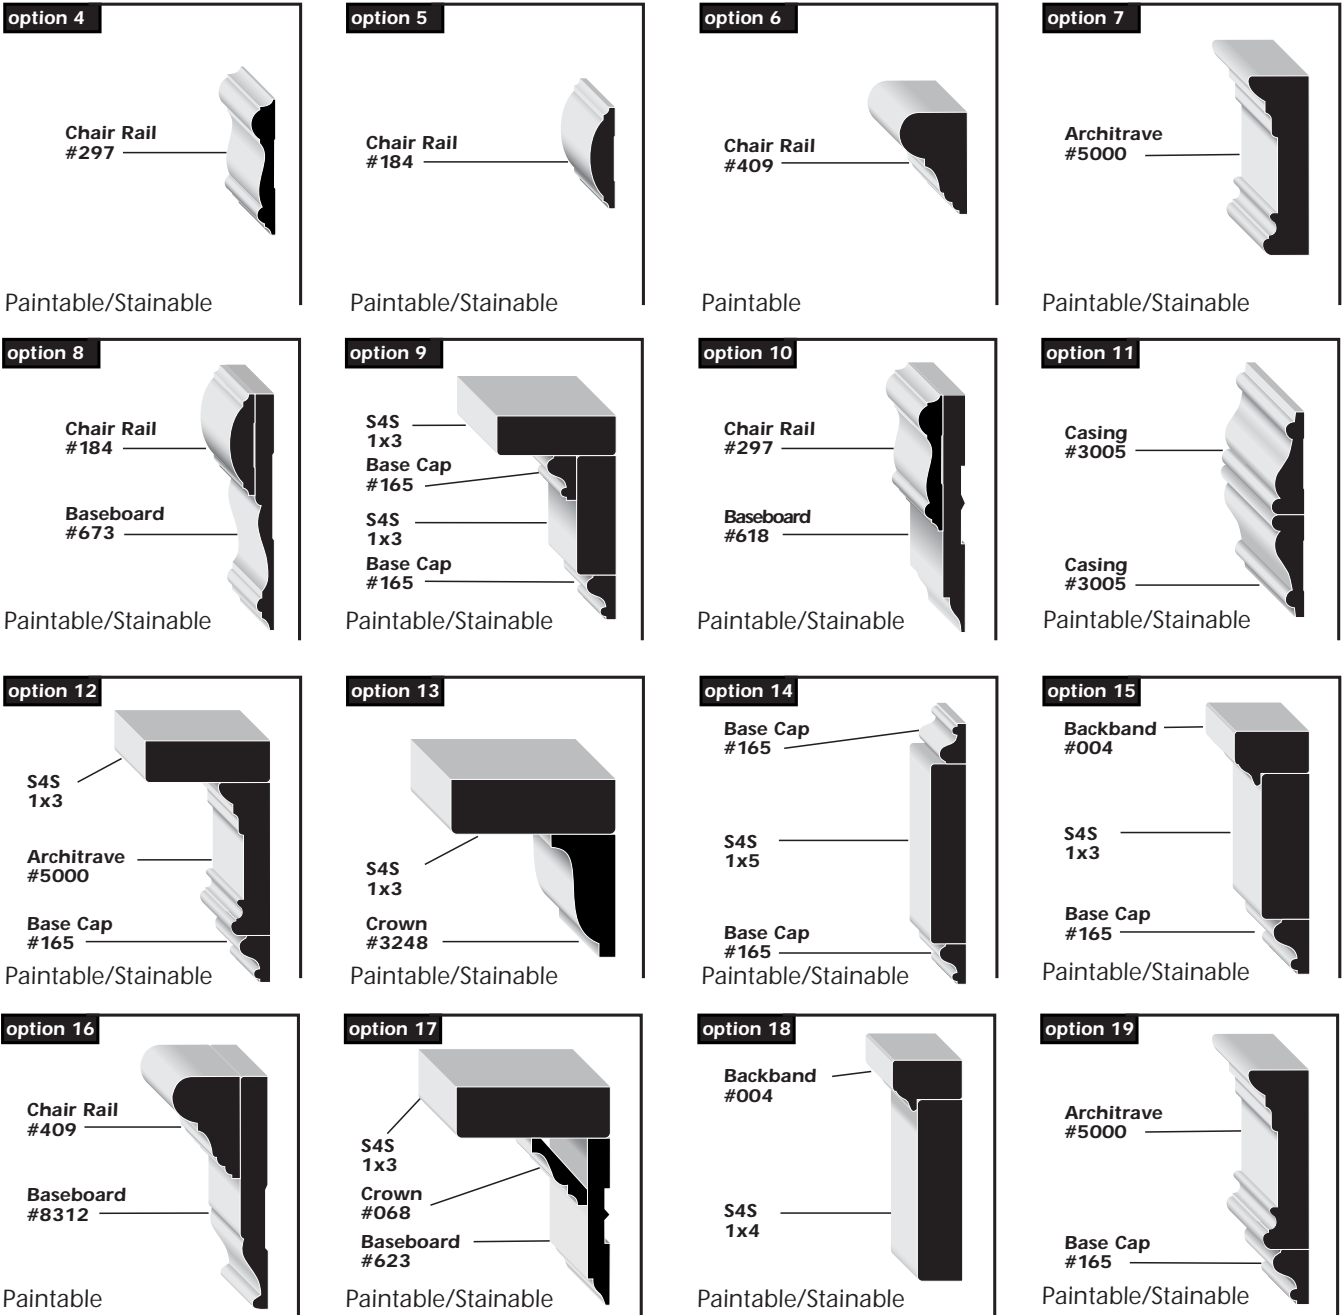 option 4
Chair Rail
#297
Paintable/Stainable
option 5
Chair Rail
#184
Paintable/Stainable
option 6
Chair Rail
#409
Paintable
option 7
Architrave
#5000
Paintable/Stainable
option 8
Chair Rail
#184
Baseboard
#673
Paintable/Stainable
option 9
S4S
1x3
Base Cap
#165
S4S
1x3
Base Cap
#165
Paintable/Stainable
option 10
Chair Rail
#297
Baseboard
#618
Paintable/Stainable
option 11
Casing
#3005
Casing
#3005
Paintable/Stainable
option 12
S4S
1x3
Architrave
#5000
Base Cap
#165
Paintable/Stainable
option 13
S4S
1x3
Crown
#3248
Paintable/Stainable
option 14
Base Cap
#165
S4S
1x5
Base Cap
#165
Paintable/Stainable
option 15
Backband
#004
S4S
1x3
Base Cap
#165
Paintable/Stainable
option 16
Chair Rail
#409
Baseboard
#8312
Paintable
option 17
S4S
1x3
Crown
#068
Baseboard
#623
Paintable/Stainable
option 18
Backband
#004
S4S
1x4
Paintable/Stainable
option 19
Architrave
#5000
Base Cap
#165
Paintable/Stainable